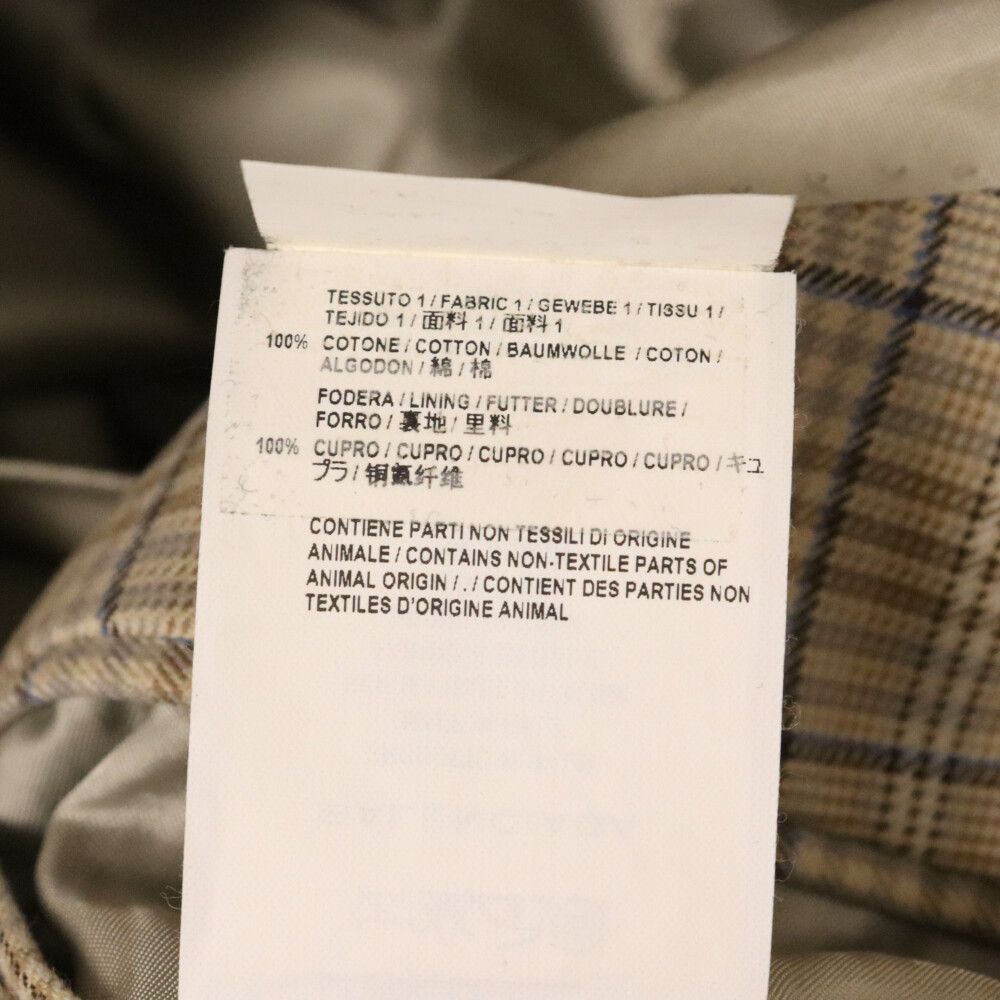 TESSUTO 1 / FABRIC 1 / GEWEBE 1 / TISSU 1 /
TEJIDO 1 / 面料 1 / 面料 1
100% COTONE / COTTON / BAUMWOLLE / COTON /
ALGODON / 綿 / 棉
FODERA / LINING / FUTTER / DOUBLURE /
FORRO / 裏地 / 里料
100% CUPRO / CUPRO / CUPRO / CUPRO / CUPRO / キュ
プラ / 铜氨纤维
CONTIENE PARTI NON TESSILI DI ORIGINE
ANIMALE / CONTAINS NON-TEXTILE PARTS OF
ANIMAL ORIGIN / . / CONTIENT DES PARTIES NON
TEXTILES D'ORIGINE ANIMAL